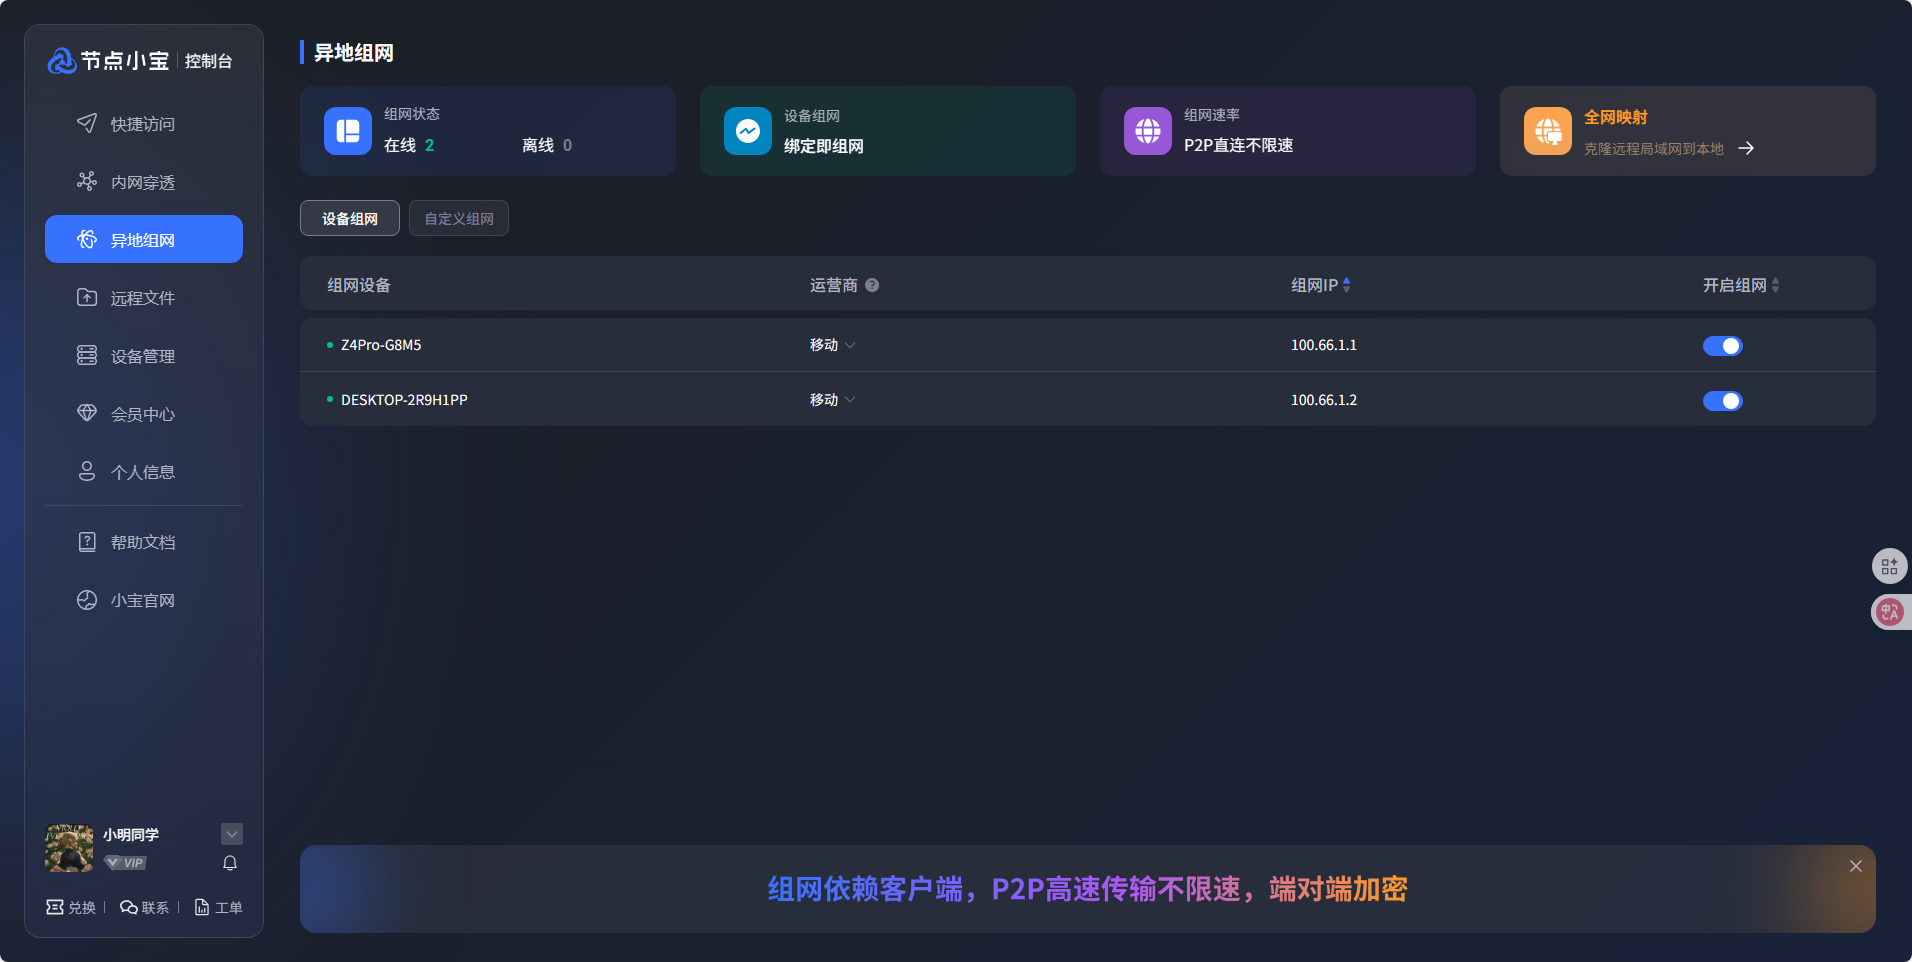 节点小宝 控制台
快捷访问
内网穿透
异地组网
远程文件
设备管理
会员中心
个人信息
帮助文档
小宝官网
小明同学
VIP
兑换
联系
工单
异地组网
组网状态
在线 2 离线 0
设备组网
绑定即组网
组网速率
P2P直连不限速
全网映射
克隆远程局域网到本地
设备组网 自定义组网
组网设备 运营商 组网IP 开启组网
Z4Pro-G8M5 移动 100.66.1.1
DESKTOP-2R9H1PP 移动 100.66.1.2
组网依赖客户端，P2P高速传输不限速，端对端加密